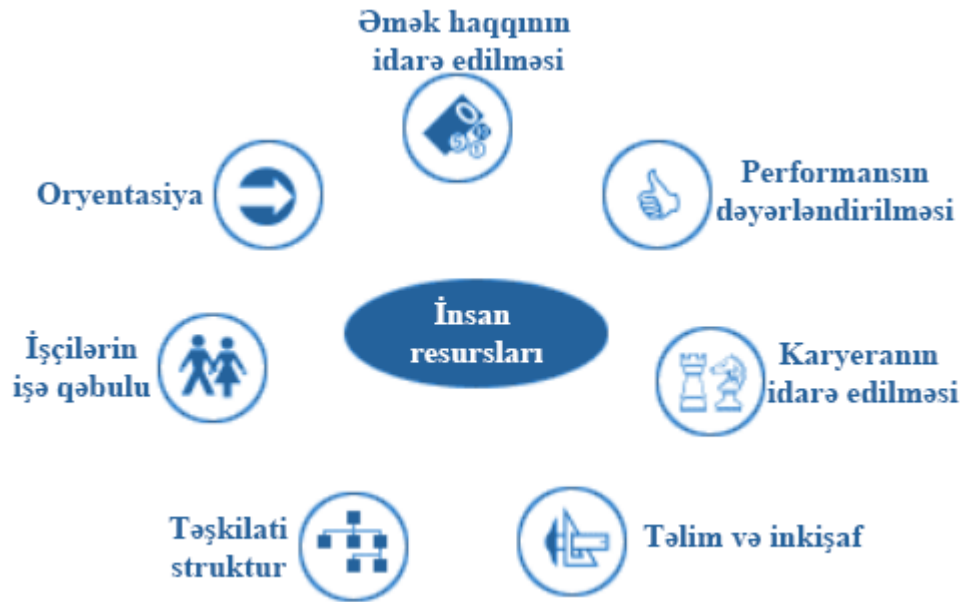 Əmək haqqının
idarə edilməsi
Oryentasiya
Performansın
dəyərləndirilməsi
İnsan
resursları
İşçilərin
işə qəbulu
Karyeranın
idarə edilməsi
Təşkilati
struktur
Təlim və inkişaf